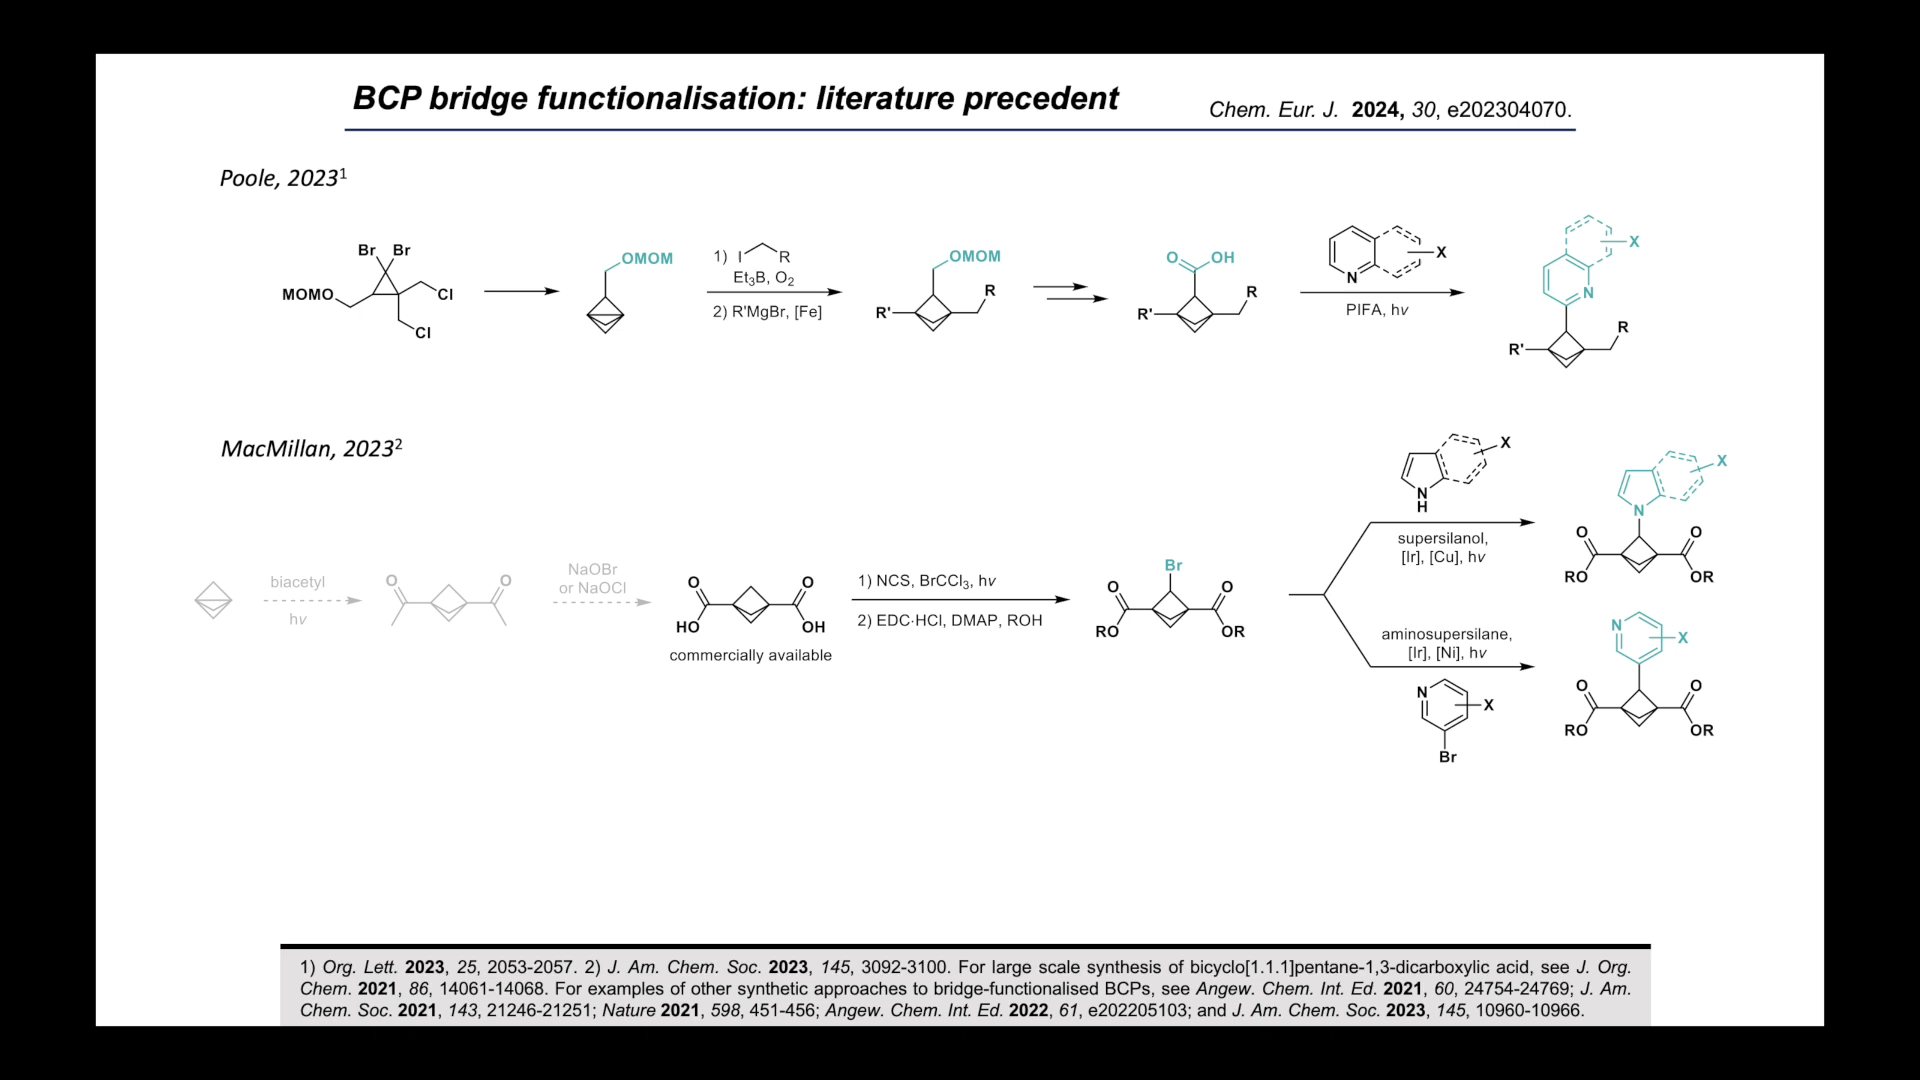 BCP bridge functionalisation: literature precedent
Chem. Eur. J. 2024, 30, e202304070.
Poole, 2023¹
Br Br
MOMO
Cl
Cl
OMOM
1) I R
Et₃B, O₂
2) R'MgBr, [Fe]
OMOM
R
R'
O OH
R
R'
X
N
PIFA, hν
X
N
R
R'
MacMillan, 2023²
biacetyl
hν
O O
NaOBr
or NaOCl
O O
HO OH
commercially available
1) NCS, BrCCl₃, hν
2) EDC·HCl, DMAP, ROH
Br
O O
RO OR
X
N
H
supersilanol,
[Ir], [Cu], hν
X
N
O O
RO OR
aminosupersilane,
[Ir], [Ni], hν
N
X
Br
N
X
O O
RO OR
1) Org. Lett. 2023, 25, 2053-2057. 2) J. Am. Chem. Soc. 2023, 145, 3092-3100. For large scale synthesis of bicyclo[1.1.1]pentane-1,3-dicarboxylic acid, see J. Org.
Chem. 2021, 86, 14061-14068. For examples of other synthetic approaches to bridge-functionalised BCPs, see Angew. Chem. Int. Ed. 2021, 60, 24754-24769; J. Am.
Chem. Soc. 2021, 143, 21246-21251; Nature 2021, 598, 451-456; Angew. Chem. Int. Ed. 2022, 61, e202205103; and J. Am. Chem. Soc. 2023, 145, 10960-10966.